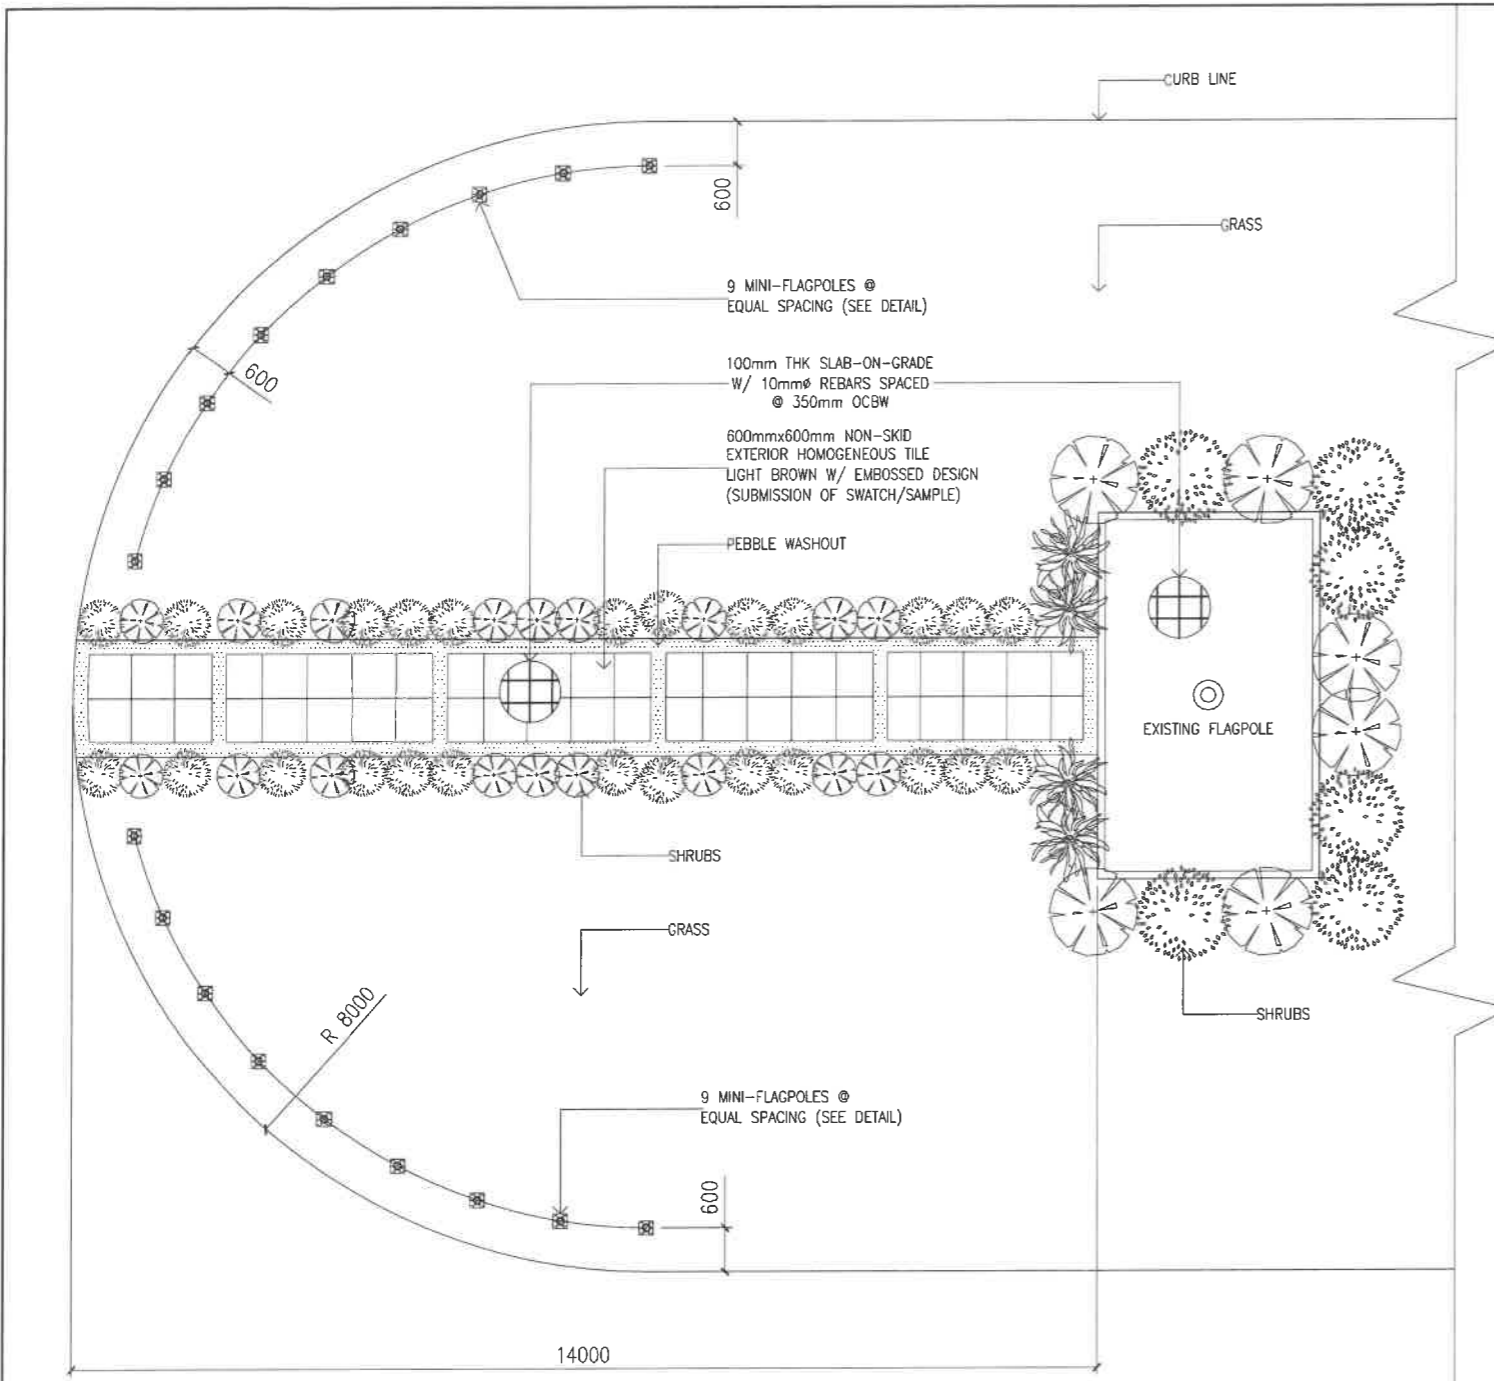 CURB LINE
600
GRASS
9 MINI-FLAGPOLES @
EQUAL SPACING (SEE DETAIL)
600
100mm THK SLAB-ON-GRADE
W/ 10mmø REBARS SPACED
@ 350mm OCBW
600mmx600mm NON-SKID
EXTERIOR HOMOGENEOUS TILE
LIGHT BROWN W/ EMBOSSED DESIGN
(SUBMISSION OF SWATCH/SAMPLE)
PEBBLE WASHOUT
EXISTING FLAGPOLE
SHRUBS
GRASS
R 8000
SHRUBS
9 MINI-FLAGPOLES @
EQUAL SPACING (SEE DETAIL)
600
14000